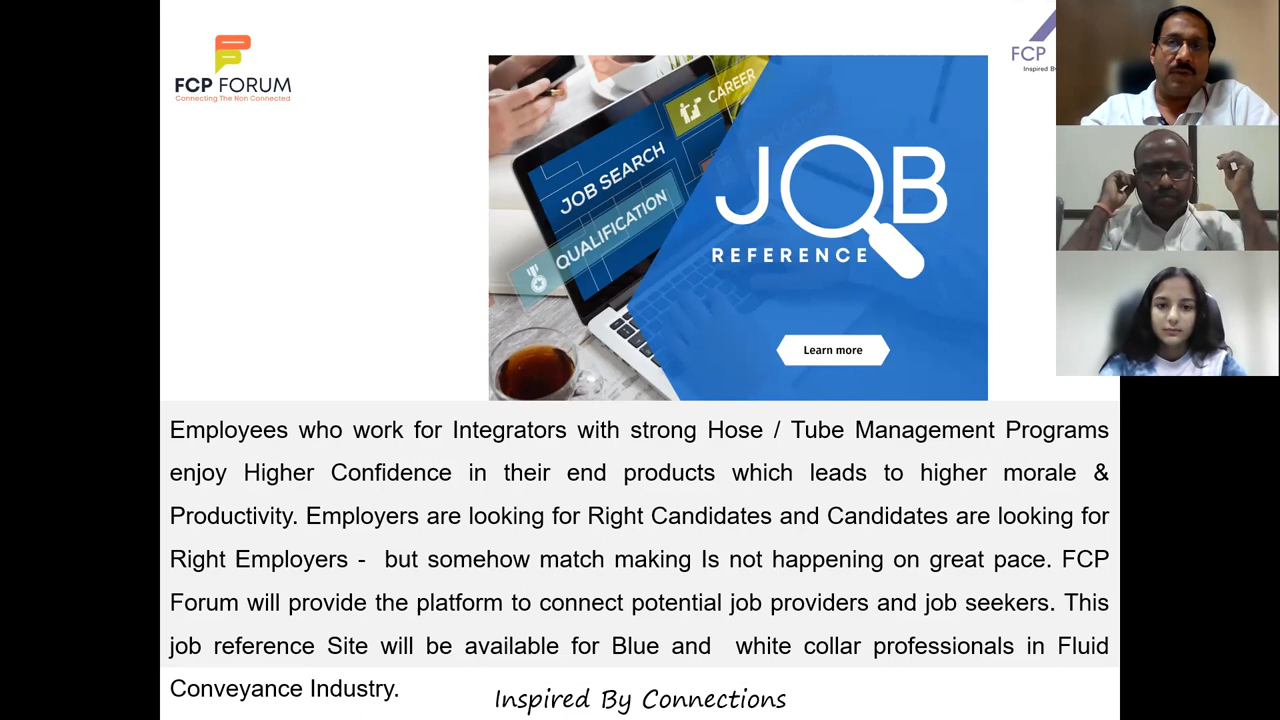 FCP FORUM
Connecting The Non Connected
FCP
Inspired By
CAREER
JOB SEARCH
QUALIFICATION
JOB
REFERENCE
Learn more
Employees who work for Integrators with strong Hose / Tube Management Programs
enjoy Higher Confidence in their end products which leads to higher morale &
Productivity. Employers are looking for Right Candidates and Candidates are looking for
Right Employers - but somehow match making Is not happening on great pace. FCP
Forum will provide the platform to connect potential job providers and job seekers. This
job reference Site will be available for Blue and white collar professionals in Fluid
Conveyance Industry.
Inspired By Connections